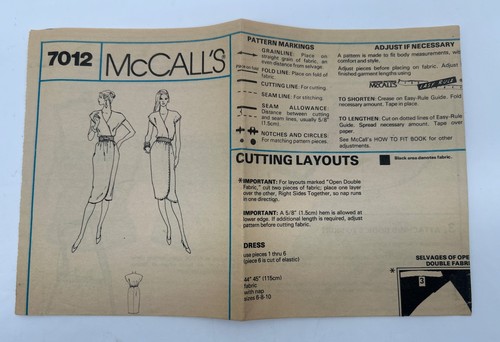 7012
McCALL'S
PATTERN MARKINGS
GRAINLINE: Place on
straight grain of fabric, an
even distance from selvage.
FOLD LINE: Place on fold of
fabric.
CUTTING LINE: For cutting.
SEAM LINE: For stitching.
SEAM ALLOWANCE:
Distance between cutting
and seam lines, usually 5/8"
(1.5cm).
NOTCHES AND CIRCLES:
For matching pattern pieces.
ADJUST IF NECESSARY
A pattern is made to fit body measurements, wit
comfort and style.
Adjust pieces before placing on fabric. Adjust
finished garment lengths using
McCALL'S EASY-RULE
TO SHORTEN: Crease on Easy-Rule Guide. Fold
necessary amount. Tape in place.
TO LENGTHEN: Cut on dotted lines of Easy-Rule
Guide. Spread necessary amount. Tape over
paper.
See McCall's HOW TO FIT BOOK for other
adjustments.
CUTTING LAYOUTS
Black area denotes fabric.
*IMPORTANT: For layouts marked "Open Double
Fabric," cut two pieces of fabric; place one layer
over the other, Right Sides Together, so nap runs
in one direction.
IMPORTANT: A 5/8" (1.5cm) hem is allowed at
lower edge. If additional length is required, adjust
pattern before cutting fabric.
DRESS
use pieces 1 thru 6
(piece 6 is cut of elastic)
44" 45" (115cm)
fabric
with nap
sizes 6-8-10
SELVAGES OF OPE
DOUBLE FABRI
*
3